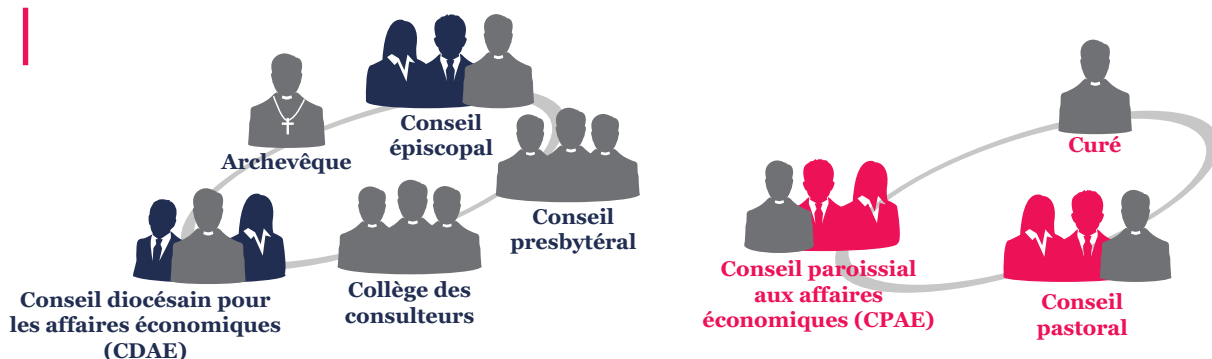 Conseil
épiscopal
Archevêque
Conseil
presbytéral
Collège des
consulteurs
Conseil diocésain pour
les affaires économiques
(CDAE)
Curé
Conseil paroissial
aux affaires
économiques (CPAE)
Conseil
pastoral